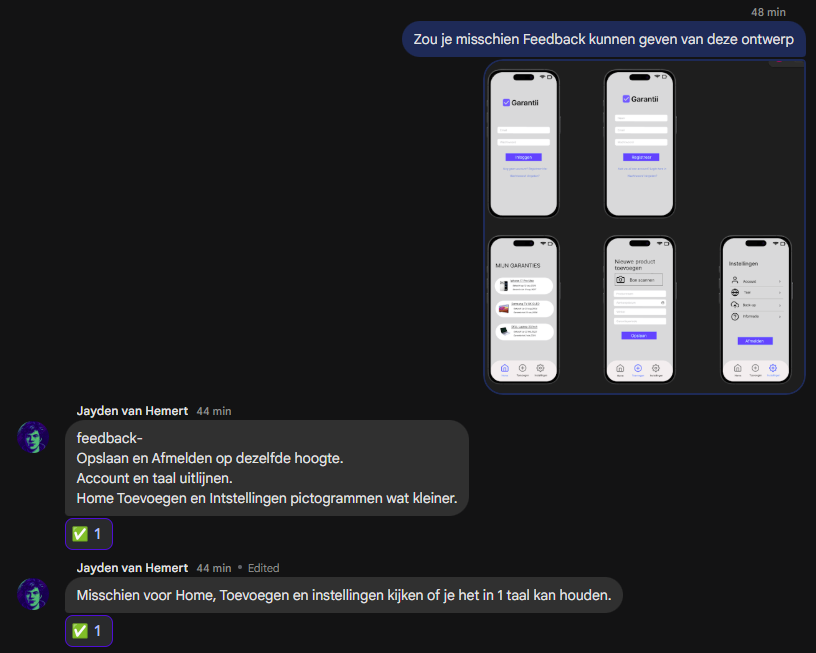 48 min
Zou je misschien Feedback kunnen geven van deze ontwerp
Garantii
Inloggen
Garantii
Registreer
MIJN GARANTIES
Nieuwe product
toevoegen
Bon scannen
Opslaan
Instellingen
Account
Taal
Back-up
Informatie
Afmelden
Jayden van Hemert 44 min
feedback-
Opslaan en Afmelden op dezelfde hoogte.
Account en taal uitlijnen.
Home Toevoegen en Intstellingen pictogrammen wat kleiner.
1
Jayden van Hemert 44 min • Edited
Misschien voor Home, Toevoegen en instellingen kijken of je het in 1 taal kan houden.
1